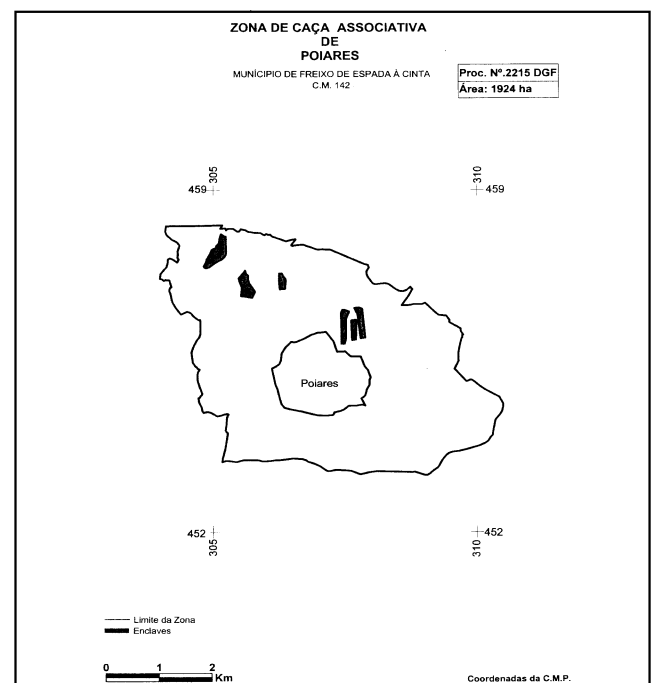 ZONA DE CAÇA ASSOCIATIVA
DE
POIARES
MUNÍCIPIO DE FREIXO DE ESPADA À CINTA
C.M. 142
Proc. Nº.2215 DGF
Área: 1924 ha
305
310
459
459
Poiares
452
452
305
310
Limite da Zona
Enclaves
0 1 2
Km
Coordenadas da C.M.P.